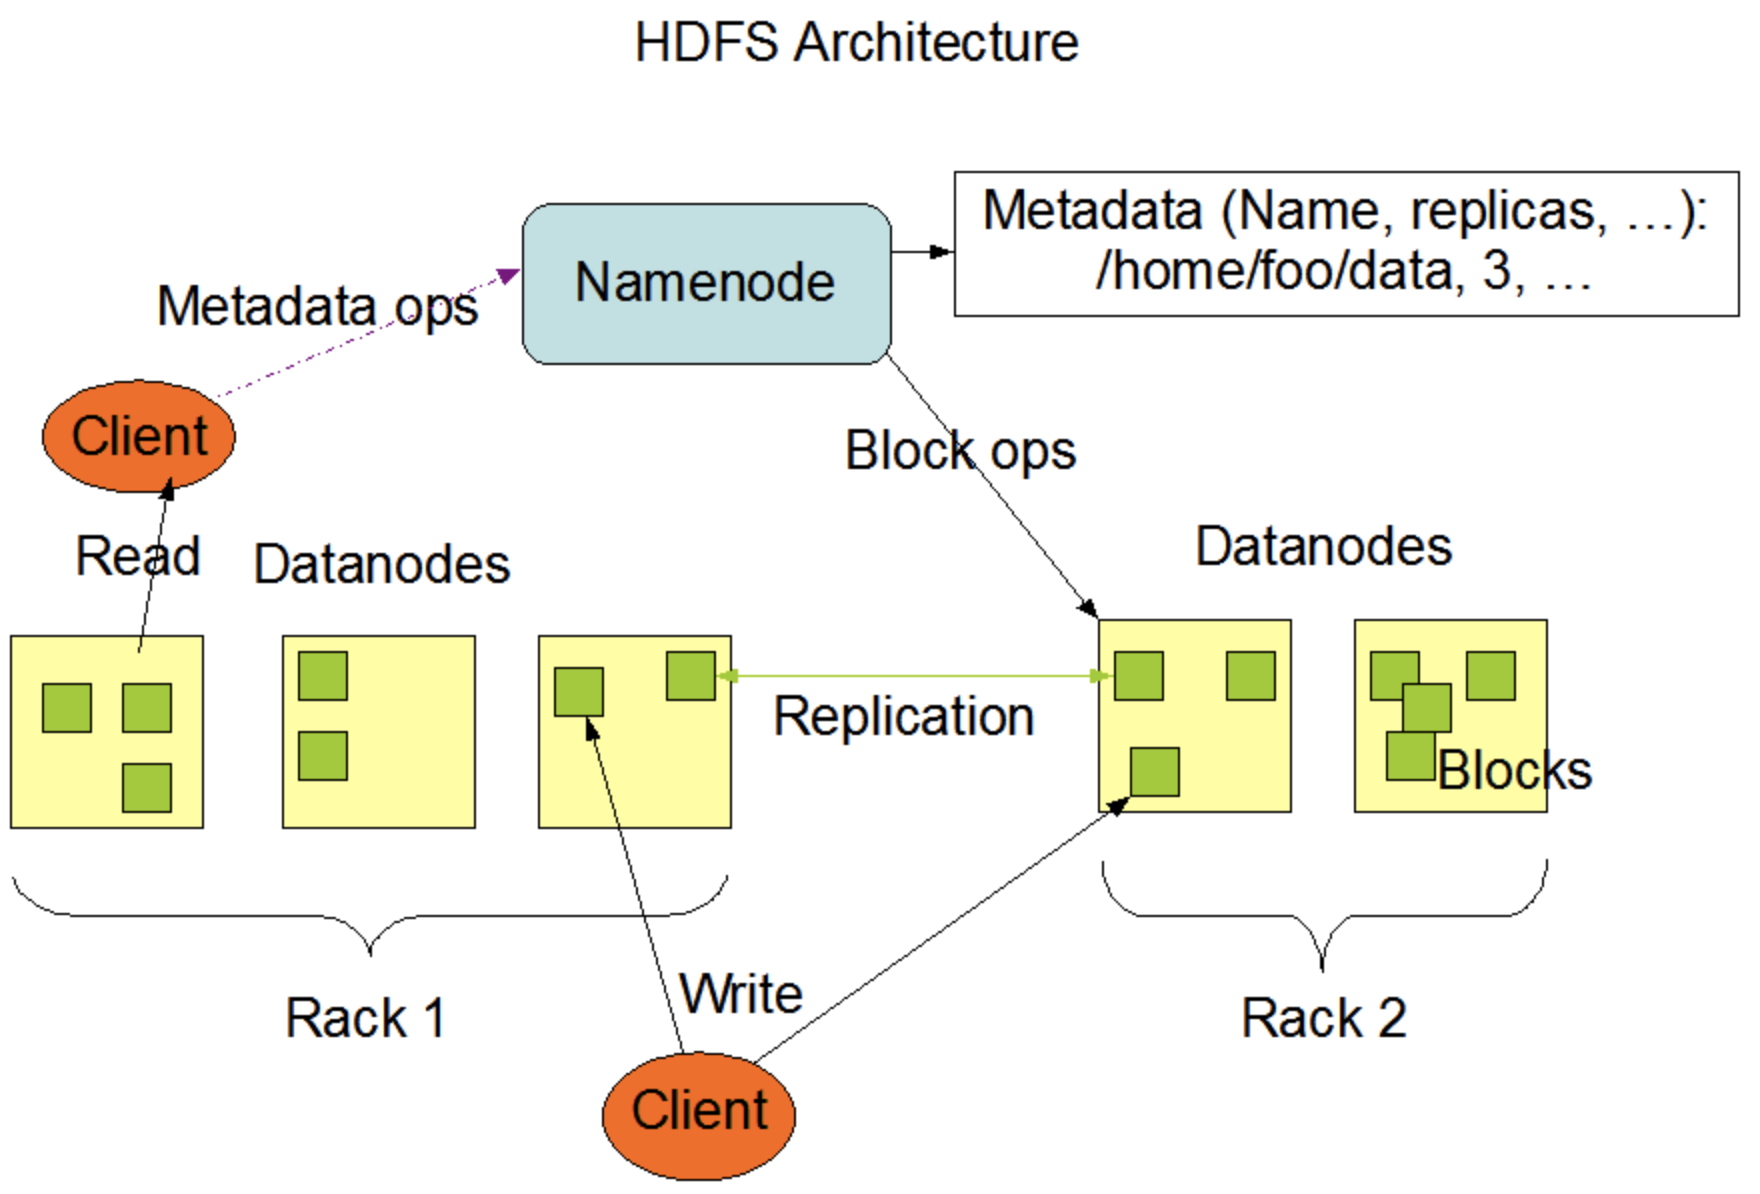 HDFS Architecture
Metadata (Name, replicas, …):
/home/foo/data, 3, …
Namenode
Metadata ops
Client
Block ops
Read
Datanodes
Datanodes
Replication
Blocks
Write
Rack 1
Rack 2
Client